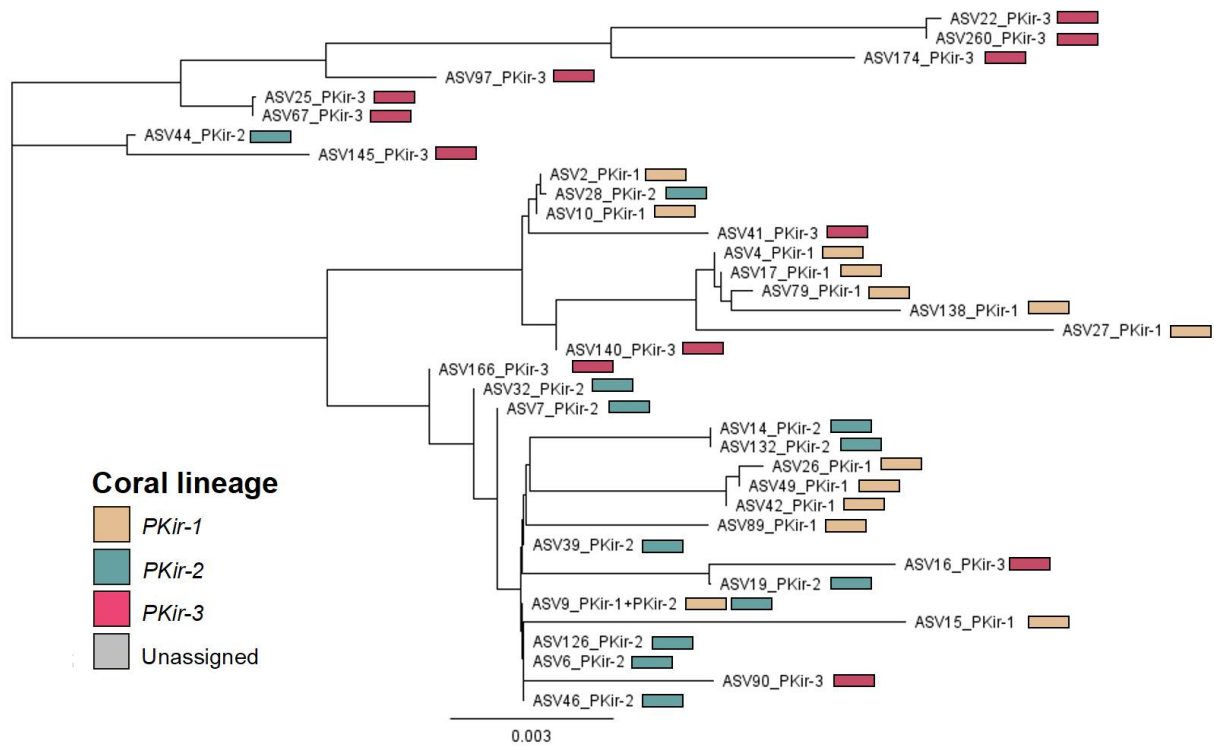 ASV22_PKir-3
ASV260_PKir-3
ASV174_PKir-3
ASV97_PKir-3
ASV25_PKir-3
ASV67_PKir-3
ASV44_PKir-2
ASV145_PKir-3
ASV2_PKir-1
ASV28_PKir-2
ASV10_PKir-1
ASV41_PKir-3
ASV4_PKir-1
ASV17_PKir-1
ASV79_PKir-1
ASV138_PKir-1
ASV27_PKir-1
ASV140_PKir-3
ASV166_PKir-3
ASV32_PKir-2
ASV7_PKir-2
ASV14_PKir-2
ASV132_PKir-2
ASV26_PKir-1
ASV49_PKir-1
ASV42_PKir-1
ASV89_PKir-1
ASV39_PKir-2
ASV16_PKir-3
ASV19_PKir-2
ASV9_PKir-1+PKir-2
ASV15_PKir-1
ASV126_PKir-2
ASV6_PKir-2
ASV90_PKir-3
ASV46_PKir-2
0.003
Coral lineage
PKir-1
PKir-2
PKir-3
Unassigned